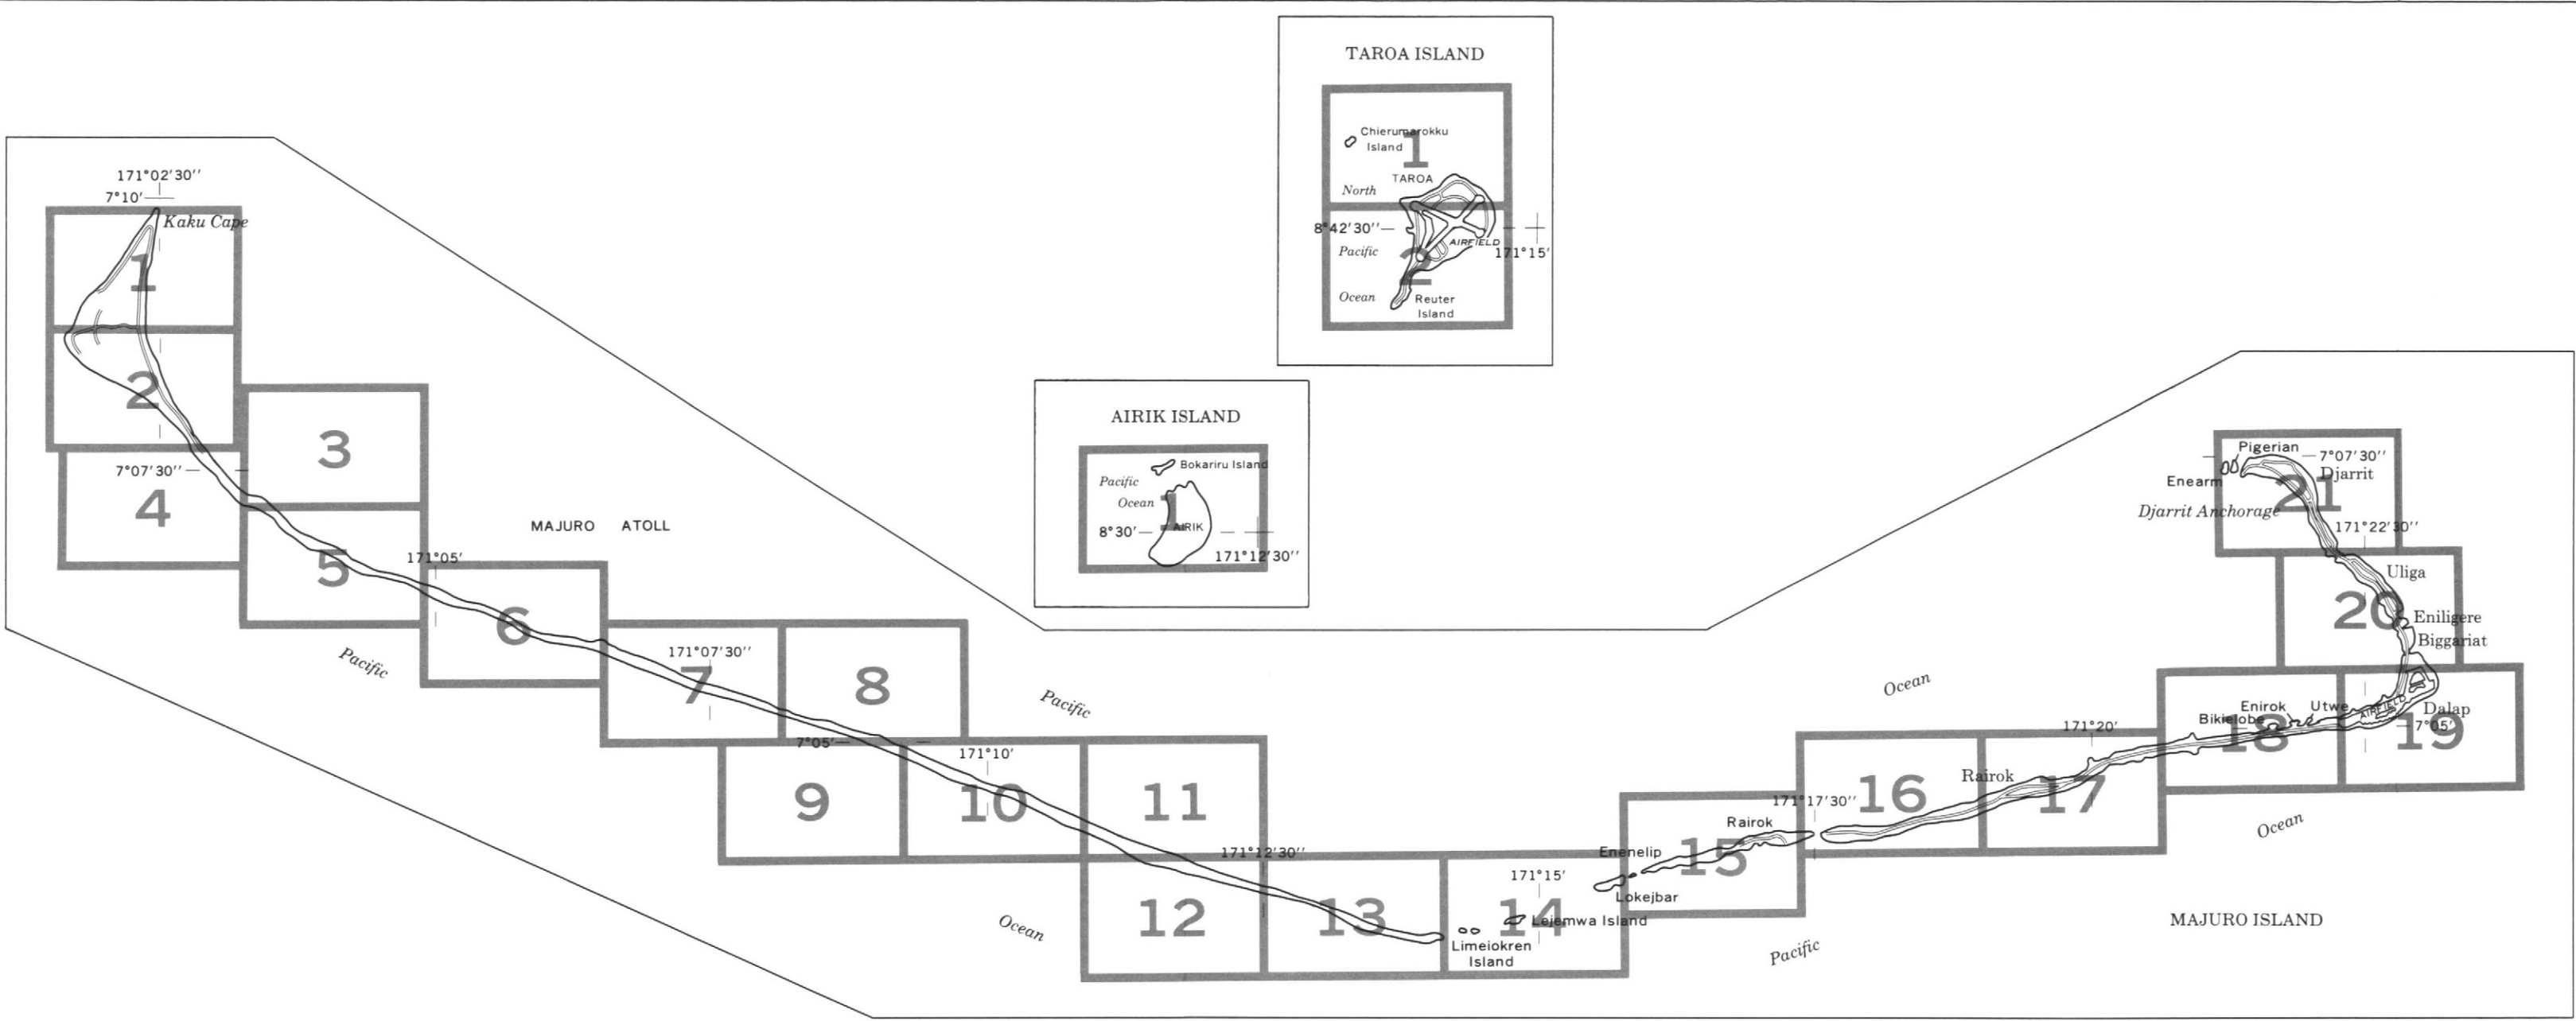 TAROA ISLAND
Chierumarokku
Island
1
TAROA
North
8°42'30''
AIRFIELD
Pacific
171°15'
2
Ocean
Reuter
Island
AIRIK ISLAND
Bokariru Island
Pacific
Ocean
1
AIRIK
8°30'
171°12'30''
171°02'30''
7°10'
Kaku Cape
1
2
3
7°07'30''
4
MAJURO ATOLL
5
171°05'
6
Pacific
171°07'30''
7
8
Pacific
7°05'
171°10'
9
10
11
171°12'30''
Ocean
12
13
171°15'
14
Lejemwa Island
Limeiokren
Island
Enenelip
Lokejbar
Rairok
15
171°17'30''
16
Rairok
17
171°20'
Ocean
Pacific
Pigerian
7°07'30''
Enearm
Djarrit
21
Djarrit Anchorage
171°22'30''
Uliga
20
Eniligere
Biggariat
Enirok
Utwe
Bikielobe
18
AIRFIELD
Dalap
7°05'
19
Ocean
MAJURO ISLAND